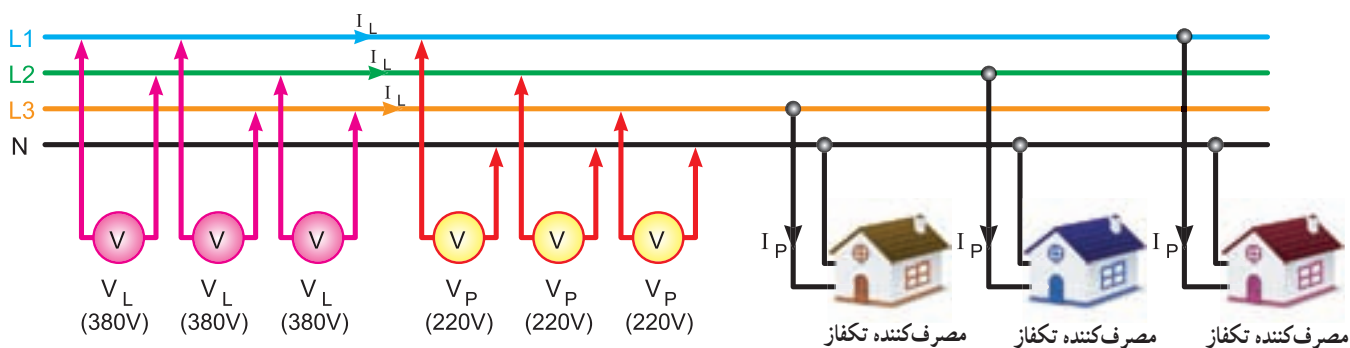 I L
L1
I L
L2
I L
L3
N
V V V V V V
I P I P I P
V L V L V L V P V P V P
(380V) (380V) (380V) (220V) (220V) (220V)
مصرف‌کننده تکفاز مصرف‌کننده تکفاز مصرف‌کننده تکفاز